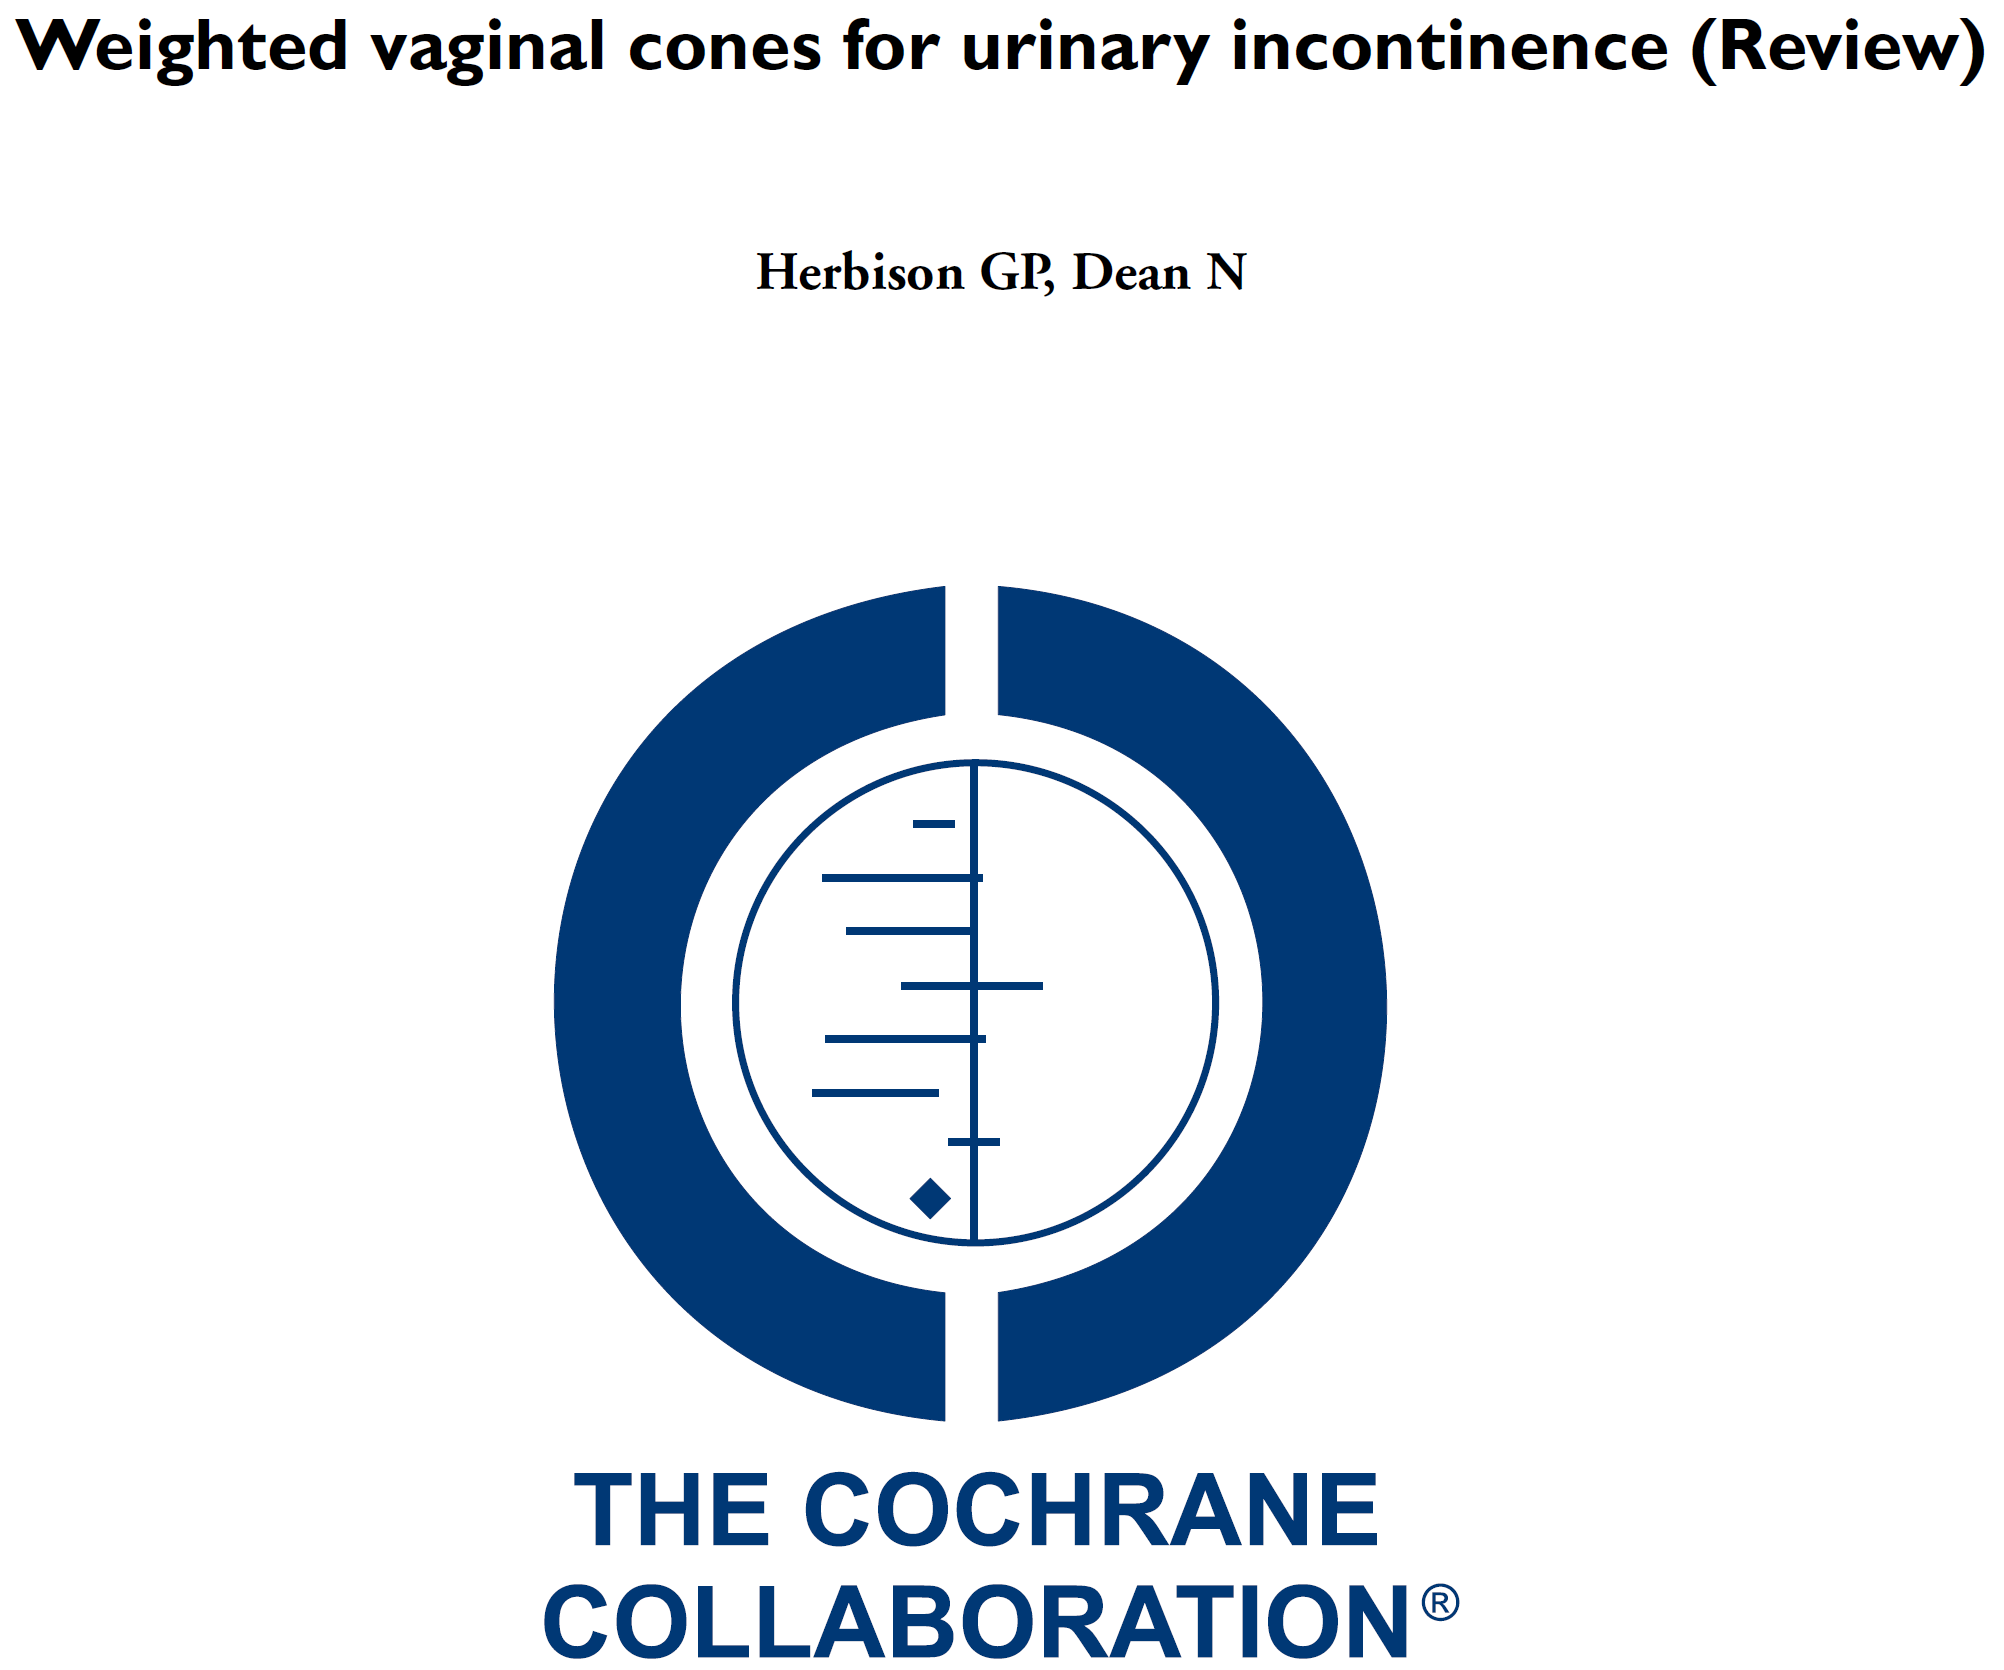 Weighted vaginal cones for urinary incontinence (Review)
Herbison GP, Dean N
THE COCHRANE
COLLABORATION®